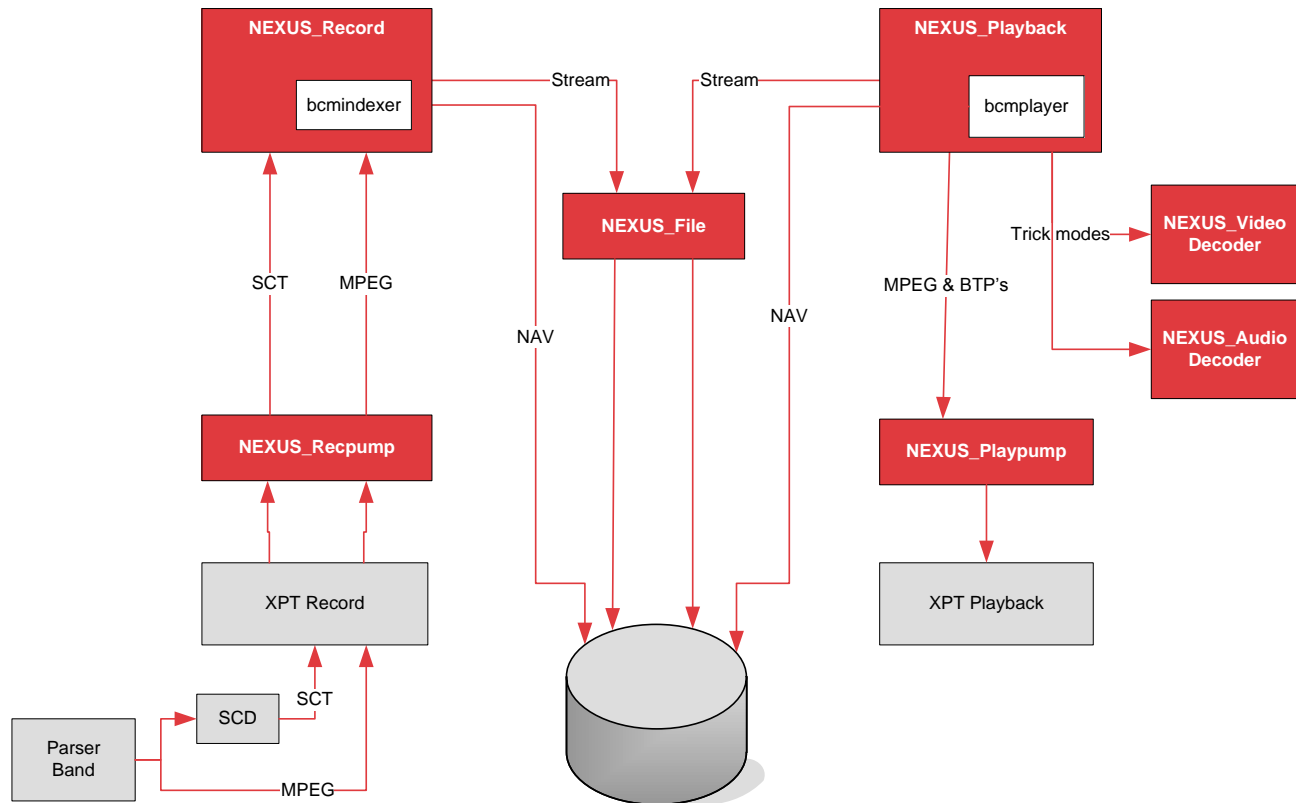 NEXUS_Record
bcmindexer
NEXUS_Playback
bcmplayer
Stream
Stream
NEXUS_File
NEXUS_Video
Decoder
Trick modes
SCT
MPEG
MPEG & BTP's
NAV
NAV
NEXUS_Audio
Decoder
NEXUS_Recpump
NEXUS_Playpump
XPT Record
XPT Playback
SCT
SCD
Parser
Band
MPEG